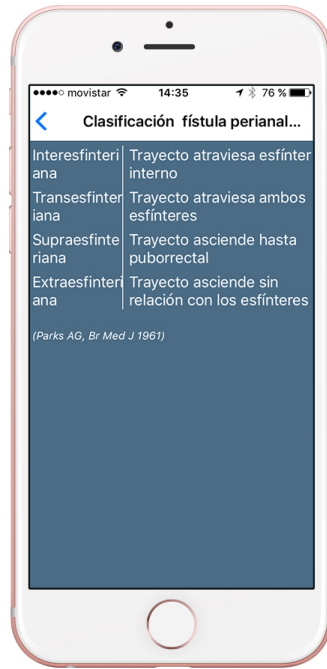 movistar 14:35 76 %
Clasificación fístula perianal...
Interesfinteri Trayecto atraviesa esfínter
ana interno
Transesfinter Trayecto atraviesa ambos
iana esfínteres
Supraesfinte Trayecto asciende hasta
riana puborrectal
Extraesfinteri Trayecto asciende sin
ana relación con los esfínteres
(Parks AG, Br Med J 1961)